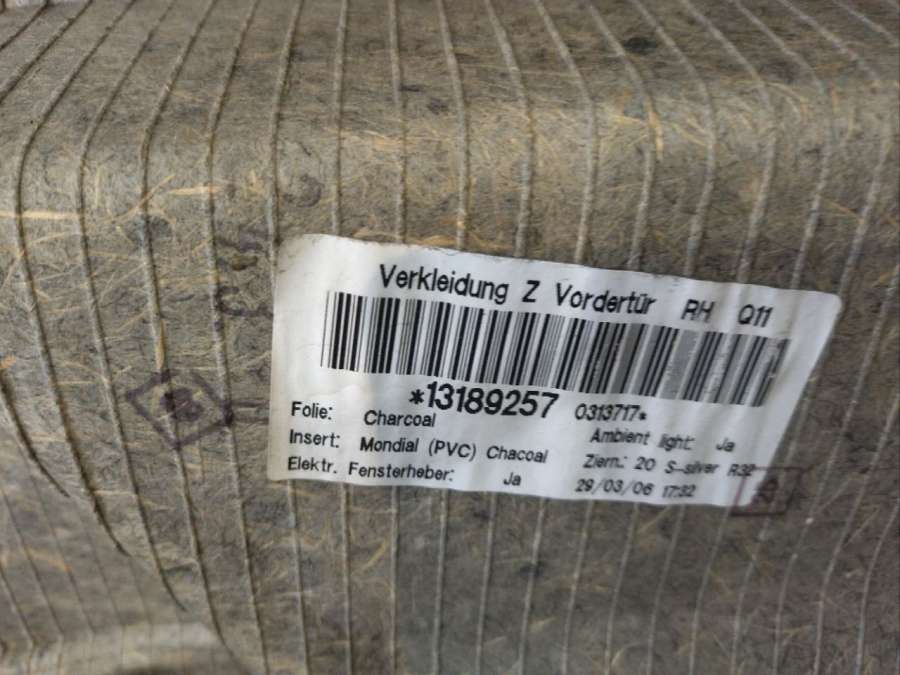 Verkleidung Z Vordertür RH Q11
*13189257 0313717*
Folie: Charcoal Ambient light: Ja
Insert: Mondial (PVC) Chacoal Ziern.: 20 S-silver R32
Elektr. Fensterheber: Ja 29/03/06 17:32